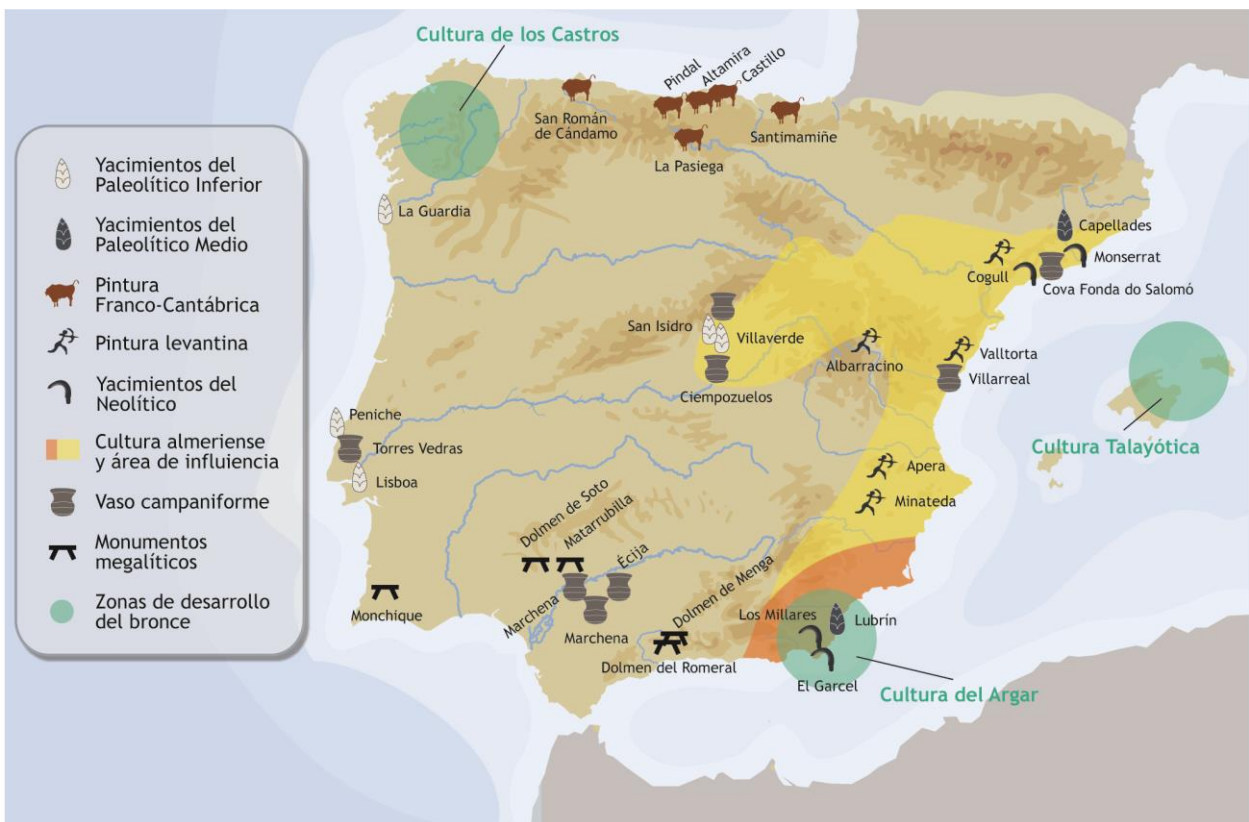 Cultura de los Castros
Pindal
Altamira
Castillo
San Román
de Cándamo
La Pasiega
Santimamiñe
Yacimientos del
Paleolítico Inferior
Yacimientos del
Paleolítico Medio
Pintura
Franco-Cantábrica
Pintura levantina
Yacimientos del
Neolítico
Cultura almeriense
y área de influiencia
Vaso campaniforme
Monumentos
megalíticos
Zonas de desarrollo
del bronce
La Guardia
Capellades
Monserrat
Cogull
Cova Fonda do Salomó
San Isidro
Villaverde
Ciempozuelos
Albarracino
Valltorta
Villarreal
Cultura Talayótica
Peniche
Torres Vedras
Lisboa
Apera
Minateda
Dolmen de Soto
Matarrubilla
Écija
Marchena
Marchena
Monchique
Dolmen de Menga
Dolmen del Romeral
Los Millares
Lubrín
El Garcel
Cultura del Argar